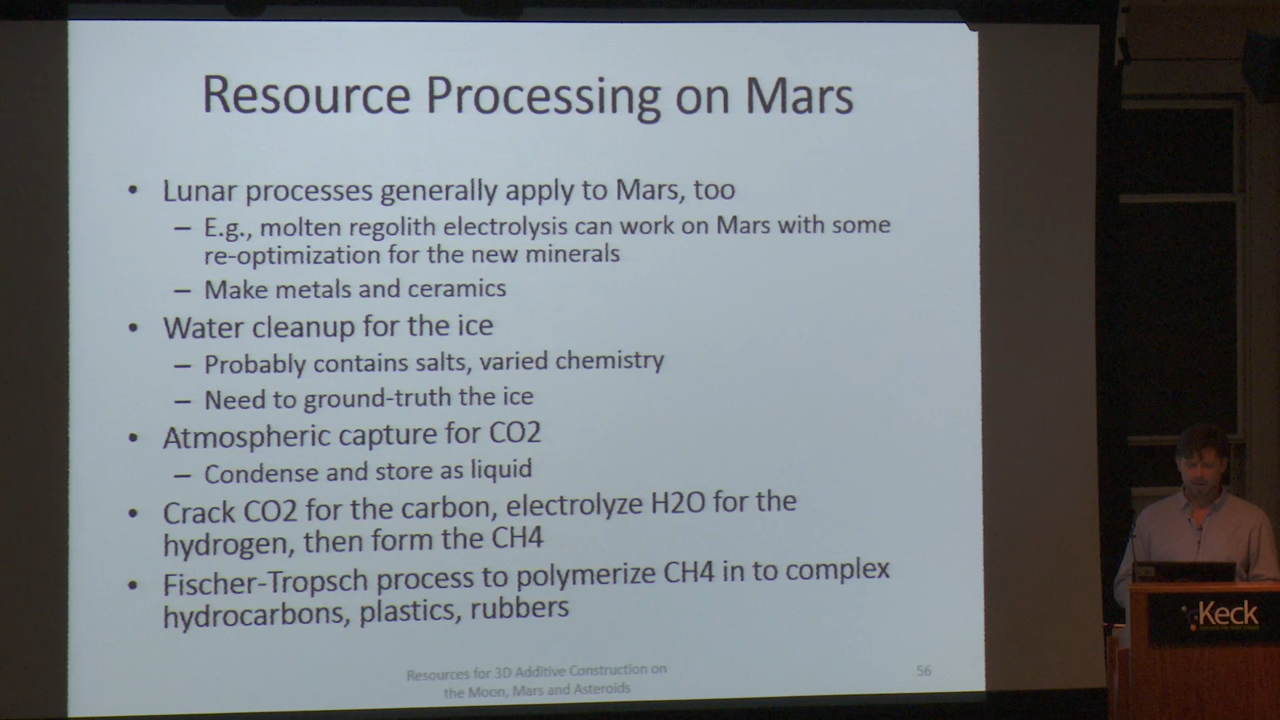 Resource Processing on Mars
• Lunar processes generally apply to Mars, too
– E.g., molten regolith electrolysis can work on Mars with some
re-optimization for the new minerals
– Make metals and ceramics
• Water cleanup for the ice
– Probably contains salts, varied chemistry
– Need to ground-truth the ice
• Atmospheric capture for CO2
– Condense and store as liquid
• Crack CO2 for the carbon, electrolyze H2O for the
hydrogen, then form the CH4
• Fischer-Tropsch process to polymerize CH4 in to complex
hydrocarbons, plastics, rubbers
Resources for 3D Additive Construction on
the Moon, Mars and Asteroids
56
Keck